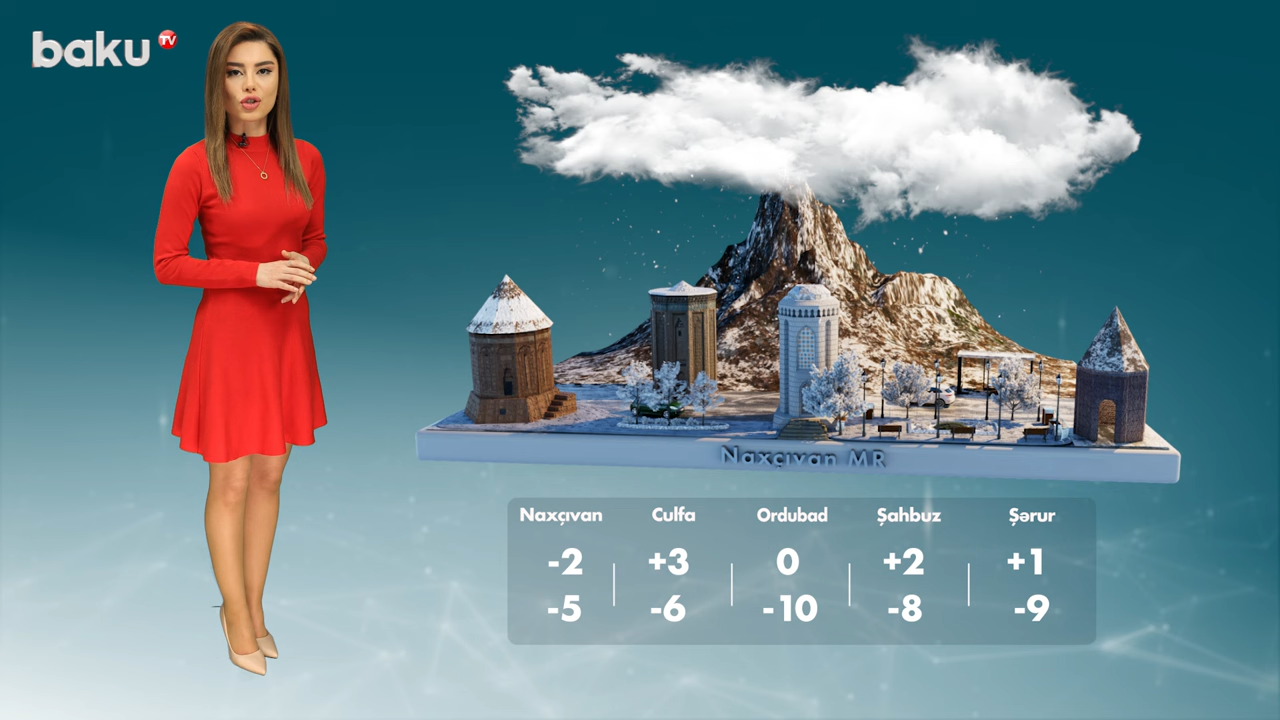 baku TV
Naxçıvan MR
Naxçıvan Culfa Ordubad Şahbuz Şərur
-2 +3 0 +2 +1
-5 -6 -10 -8 -9